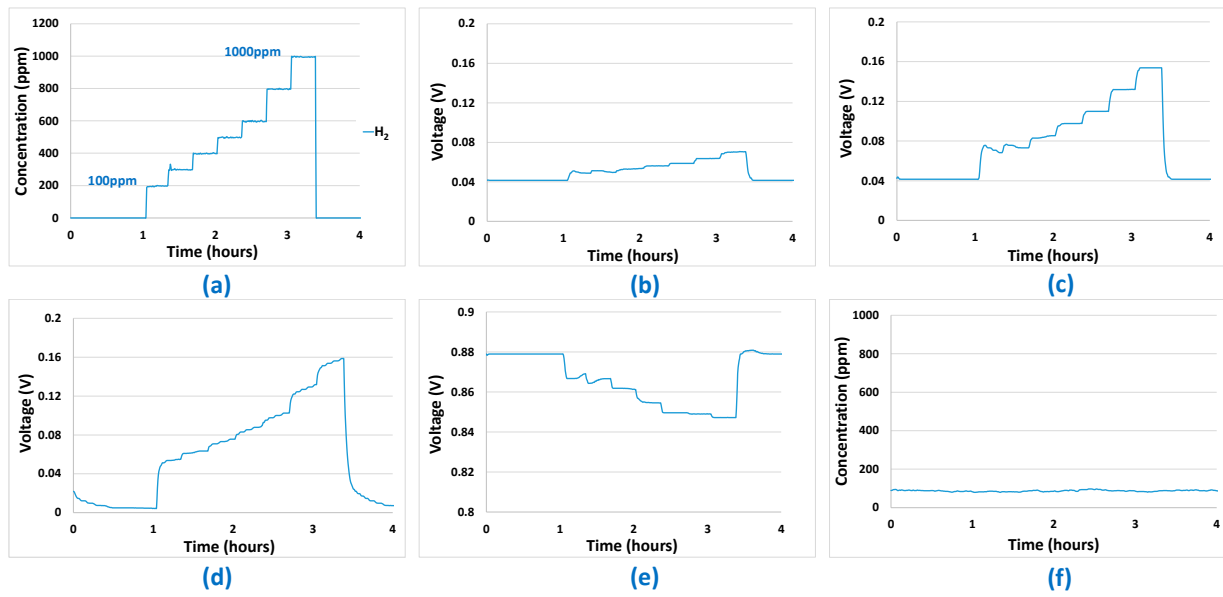 1200
1000
800
600
400
200
0
Concentration (ppm)
1000ppm
100ppm
H₂
0 1 2 3 4
Time (hours)
(a)
0.2
0.16
0.12
0.08
0.04
0
Voltage (V)
0 1 2 3 4
Time (hours)
(b)
0.2
0.16
0.12
0.08
0.04
0
Voltage (V)
0 1 2 3 4
Time (hours)
(c)
0.2
0.16
0.12
0.08
0.04
0
Voltage (V)
0 1 2 3 4
Time (hours)
(d)
0.9
0.88
0.86
0.84
0.82
0.8
Voltage (V)
0 1 2 3 4
Time (hours)
(e)
1000
800
600
400
200
0
Concentration (ppm)
0 1 2 3 4
Time (hours)
(f)